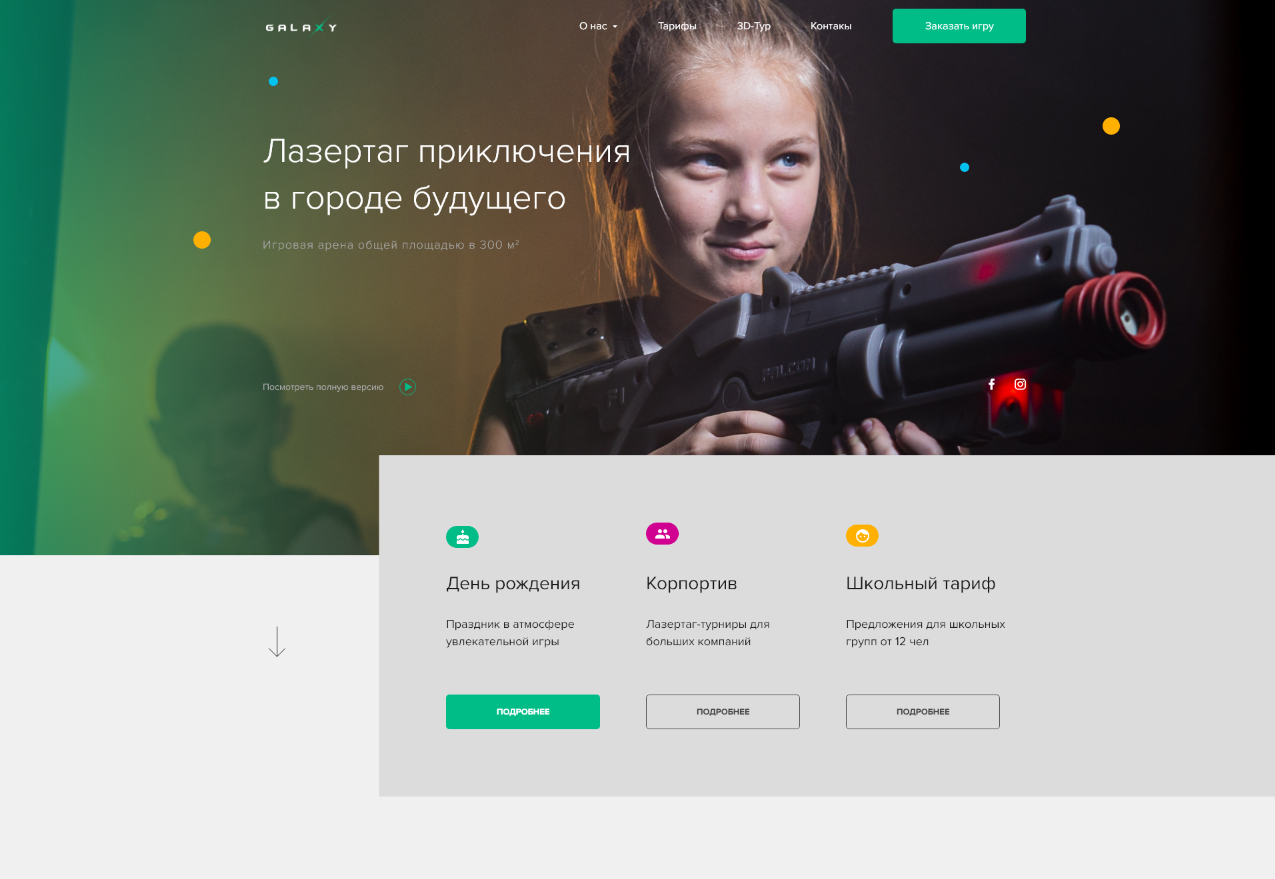 GALAXY
О нас
Тарифы
3D-Тур
Контакы
Заказать игру
Лазертаг приключения
в городе будущего
Игровая арена общей площадью в 300 м²
FALCON
Посмотреть полную версию
День рождения
Праздник в атмосфере
увлекательной игры
ПОДРОБНЕЕ
Корпортив
Лазертаг-турниры для
больших компаний
ПОДРОБНЕЕ
Школьный тариф
Предложения для школьных
групп от 12 чел
ПОДРОБНЕЕ